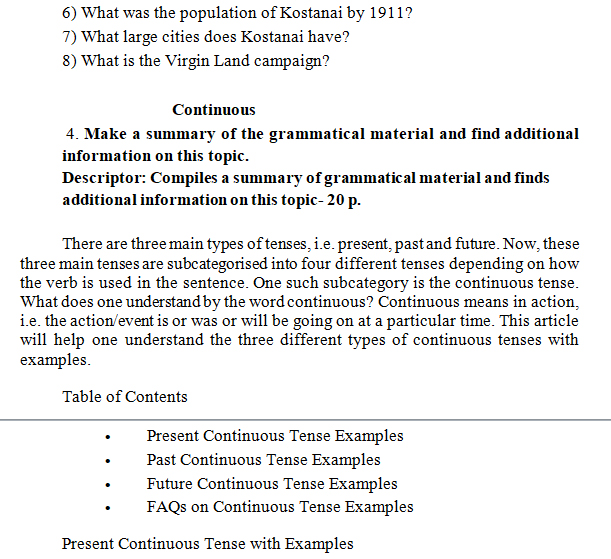 6) What was the population of Kostanai by 1911?
7) What large cities does Kostanai have?
8) What is the Virgin Land campaign?
Continuous
4. Make a summary of the grammatical material and find additional
information on this topic.
Descriptor: Compiles a summary of grammatical material and finds
additional information on this topic- 20 p.
There are three main types of tenses, i.e. present, past and future. Now, these
three main tenses are subcategorised into four different tenses depending on how
the verb is used in the sentence. One such subcategory is the continuous tense.
What does one understand by the word continuous? Continuous means in action,
i.e. the action/event is or was or will be going on at a particular time. This article
will help one understand the three different types of continuous tenses with
examples.
Table of Contents
• Present Continuous Tense Examples
• Past Continuous Tense Examples
• Future Continuous Tense Examples
• FAQs on Continuous Tense Examples
Present Continuous Tense with Examples